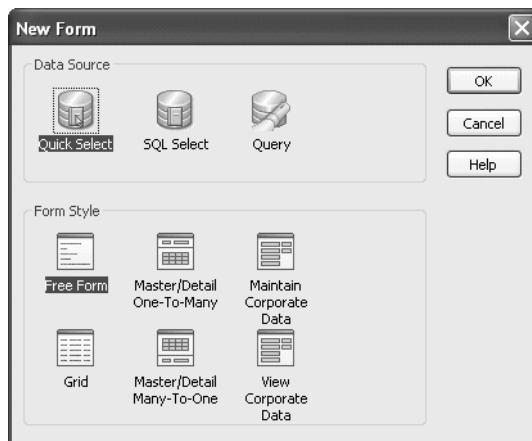 New Form
Data Source
Quick Select
SQL Select
Query
OK
Cancel
Help
Form Style
Free Form
Master/Detail
One-To-Many
Maintain
Corporate
Data
Grid
Master/Detail
Many-To-One
View
Corporate
Data